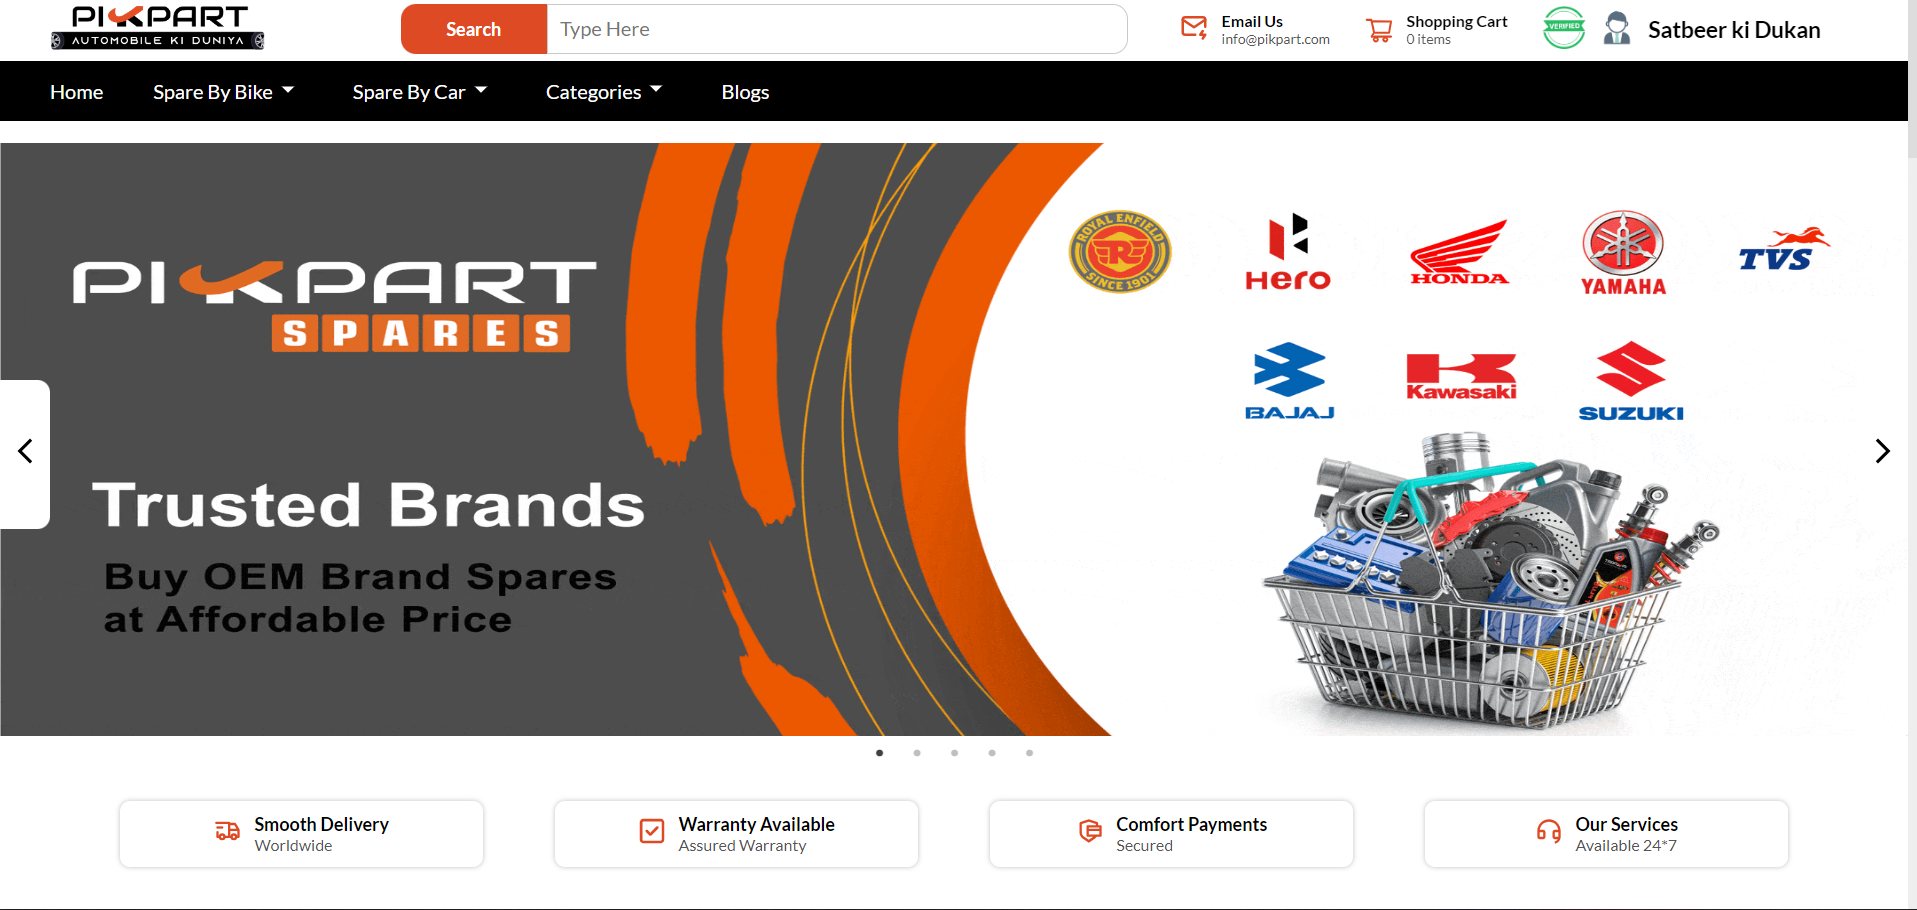 PIKPART
AUTOMOBILE KI DUNIYA
Search
Type Here
Email Us
info@pikpart.com
Shopping Cart
0 items
VERIFIED
Satbeer ki Dukan
Home
Spare By Bike
Spare By Car
Categories
Blogs
PIKPART
SPARES
Trusted Brands
Buy OEM Brand Spares
at Affordable Price
ROYAL ENFIELD
R
SINCE 1901
Hero
HONDA
YAMAHA
TVS
BAJAJ
Kawasaki
SUZUKI
Smooth Delivery
Worldwide
Warranty Available
Assured Warranty
Comfort Payments
Secured
Our Services
Available 24*7